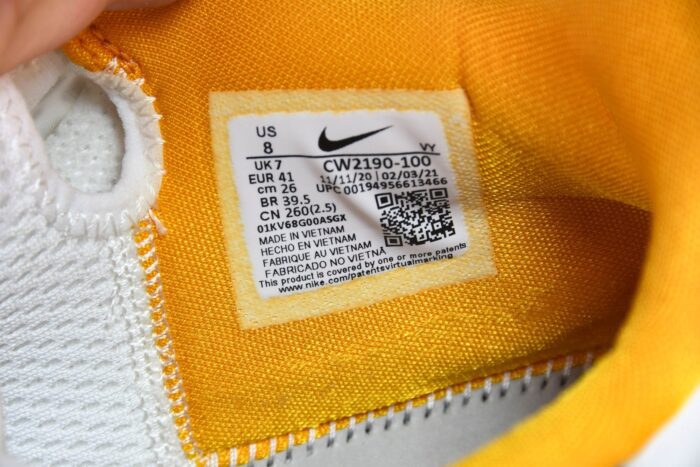 US
8
VY
UK 7
CW2190-100
EUR 41
11/11/20 | 02/03/21
cm 26
UPC 00194956613466
BR 39.5
CN 260(2.5)
01KV68G00ASGX
MADE IN VIETNAM
HECHO EN VIETNAM
FABRIQUE AU VIETNAM
FABRICADO NO VIETNÃ
This product is covered by one or more patents
www.nike.com/patentsvirtualmarking